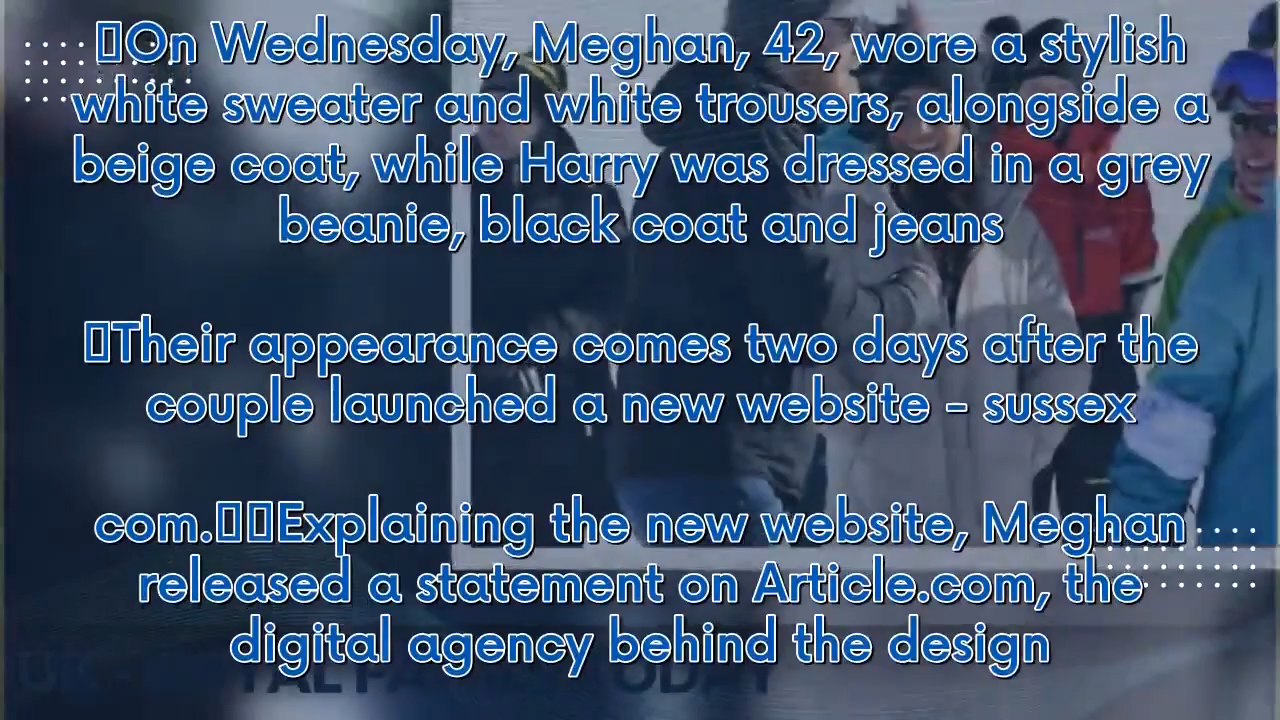 On Wednesday, Meghan, 42, wore a stylish
white sweater and white trousers, alongside a
beige coat, while Harry was dressed in a grey
beanie, black coat and jeans
Their appearance comes two days after the
couple launched a new website - sussex
com.Explaining the new website, Meghan
released a statement on Article.com, the
digital agency behind the design
UK-